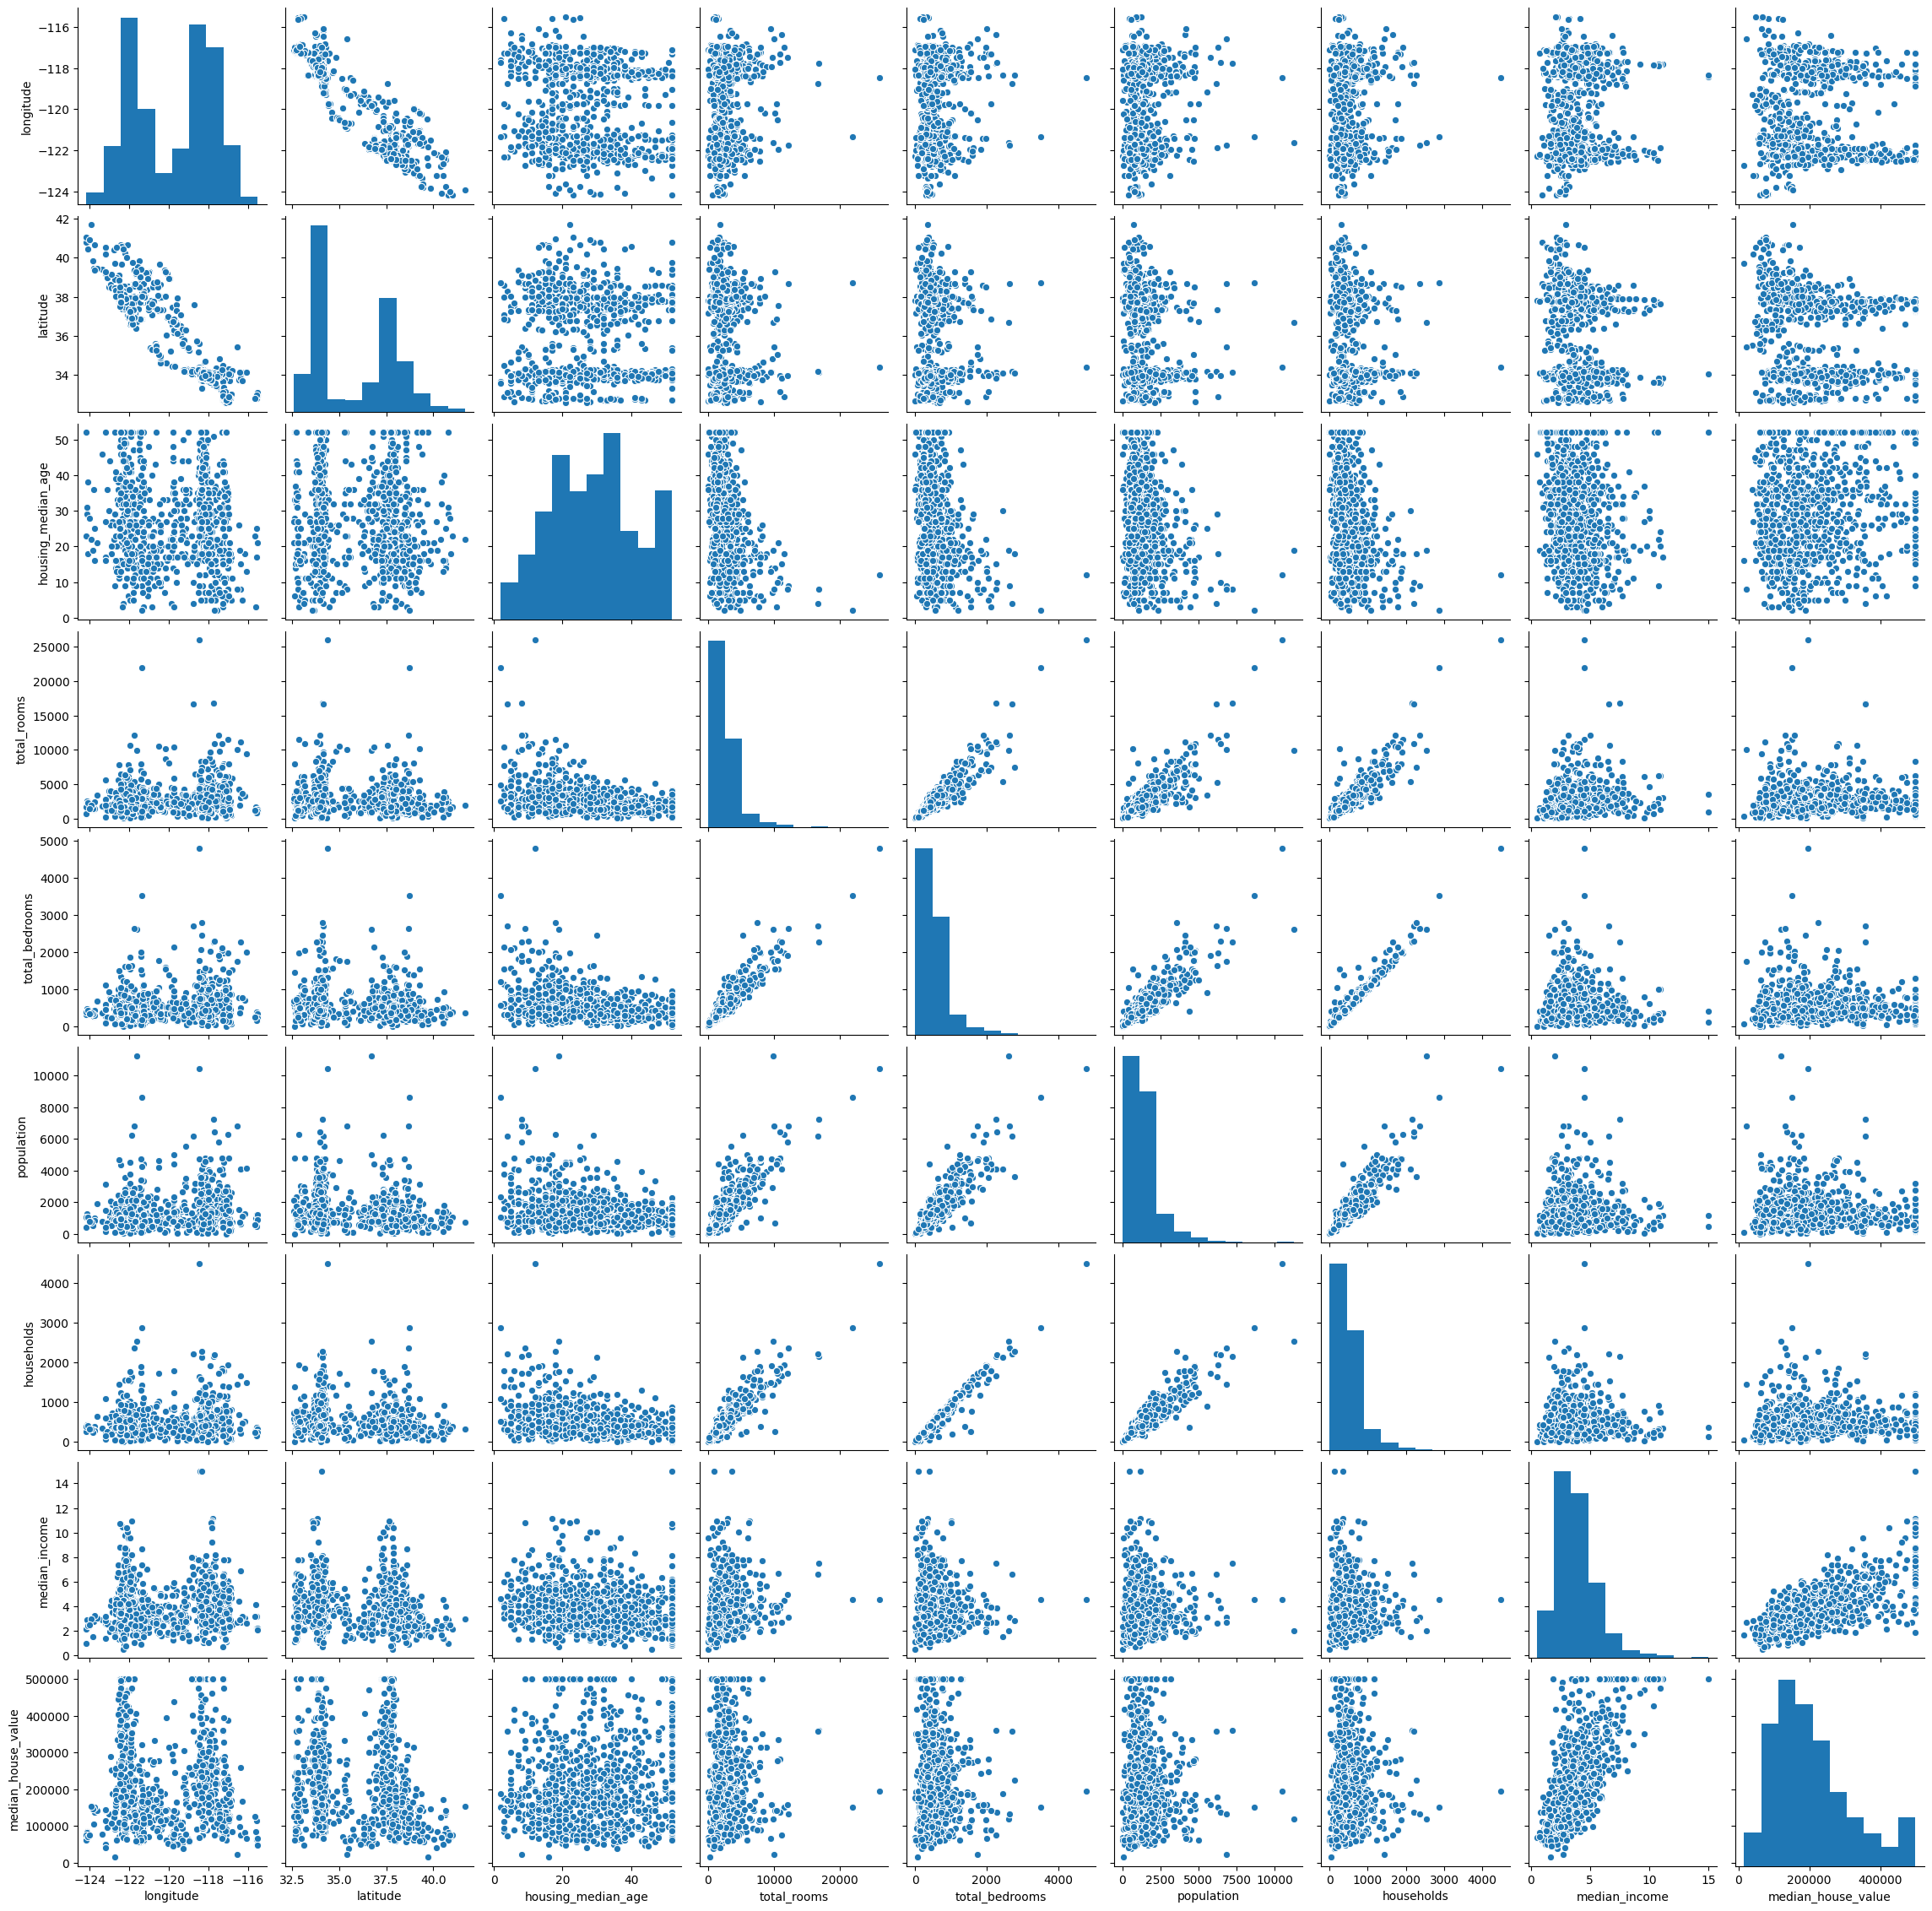 longitude
−116
−118
−120
−122
−124
latitude
42
40
38
36
34
housing_median_age
50
40
30
20
10
0
total_rooms
25000
20000
15000
10000
5000
0
total_bedrooms
5000
4000
3000
2000
1000
0
population
10000
8000
6000
4000
2000
0
households
4000
3000
2000
1000
0
median_income
14
12
10
8
6
4
2
0
median_house_value
500000
400000
300000
200000
100000
0
−124 −122 −120 −118 −116
longitude
32.5 35.0 37.5 40.0
latitude
0 20 40
housing_median_age
0 10000 20000
total_rooms
0 2000 4000
total_bedrooms
0 2500 5000 7500 10000
population
0 1000 2000 3000 4000
households
0 5 10 15
median_income
0 200000 400000
median_house_value